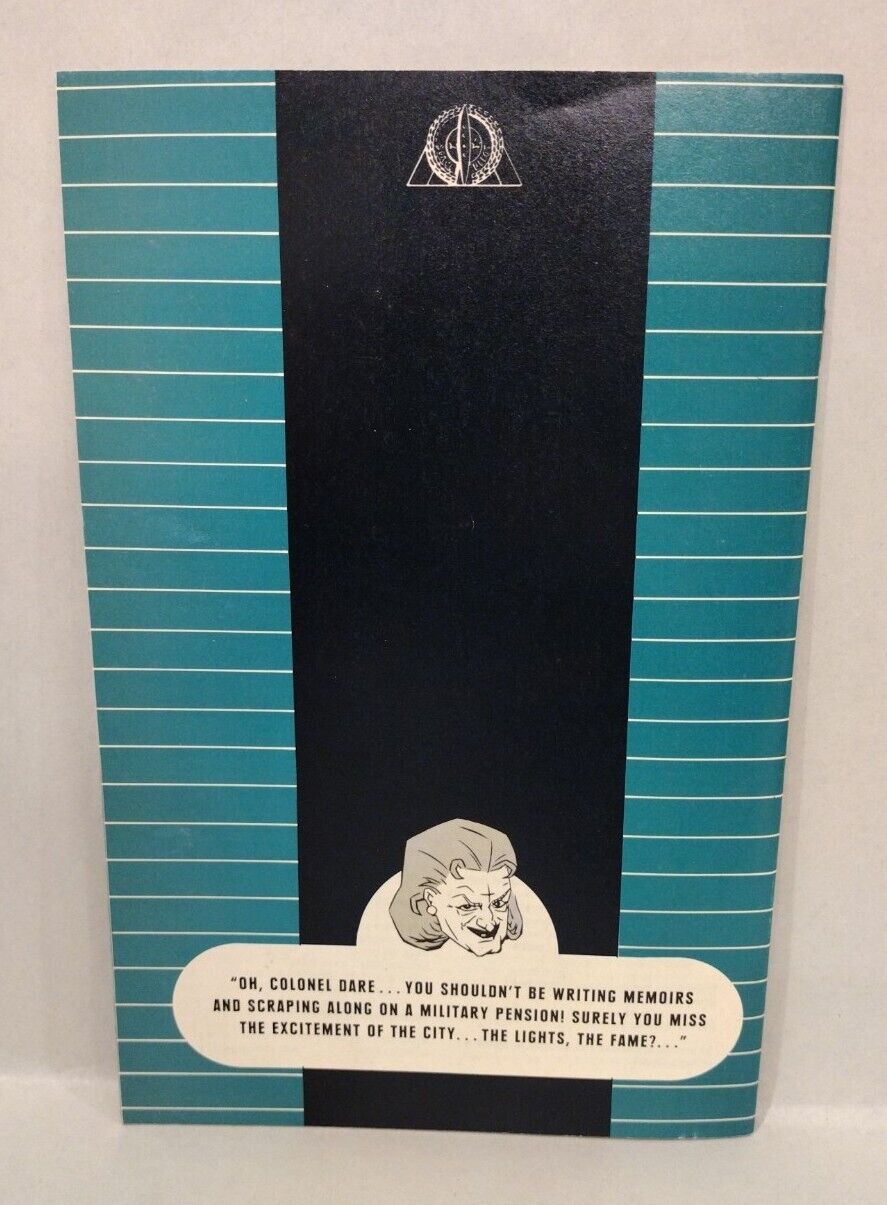 "OH, COLONEL DARE...YOU SHOULDN'T BE WRITING MEMOIRS
AND SCRAPING ALONG ON A MILITARY PENSION! SURELY YOU MISS
THE EXCITEMENT OF THE CITY...THE LIGHTS, THE FAME?..."